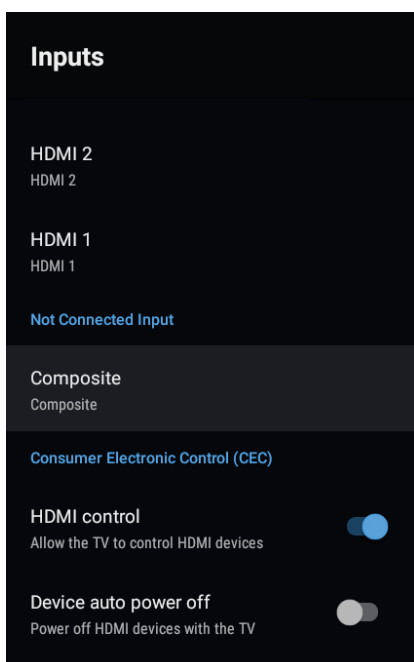 Inputs
HDMI 2
HDMI 2
HDMI 1
HDMI 1
Not Connected Input
Composite
Composite
Consumer Electronic Control (CEC)
HDMI control
Allow the TV to control HDMI devices
Device auto power off
Power off HDMI devices with the TV